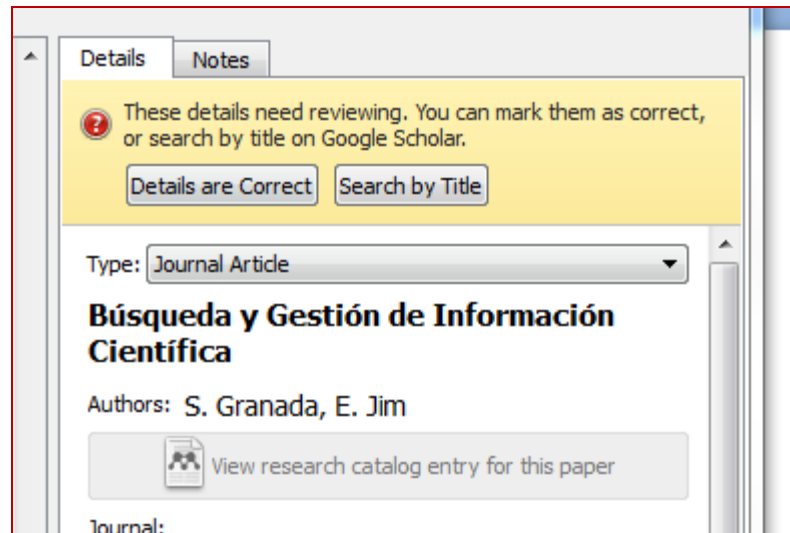 Details Notes
These details need reviewing. You can mark them as correct,
or search by title on Google Scholar.
Details are Correct Search by Title
Type: Journal Article
Búsqueda y Gestión de Información
Científica
Authors: S. Granada, E. Jim
View research catalog entry for this paper
Journal: